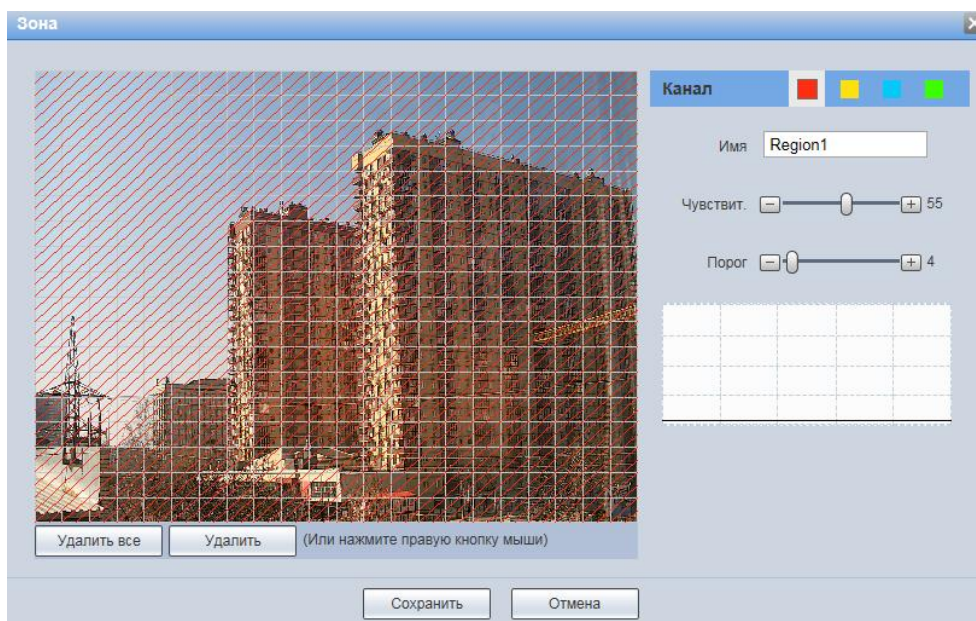 Зона
Канал
Имя Region1
Чувствит. 55
Порог 4
Удалить все Удалить (Или нажмите правую кнопку мыши)
Сохранить Отмена